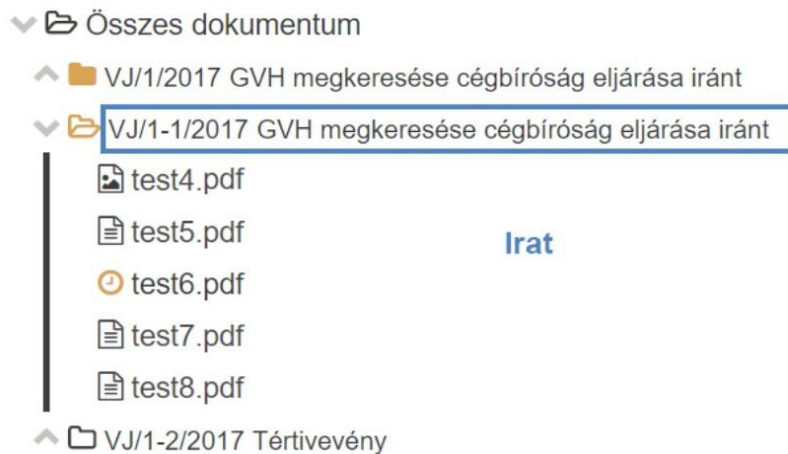 Összes dokumentum
VJ/1/2017 GVH megkeresése cégbíróság eljárása iránt
VJ/1-1/2017 GVH megkeresése cégbíróság eljárása iránt
test4.pdf
test5.pdf
Irat
test6.pdf
test7.pdf
test8.pdf
VJ/1-2/2017 Tértivevény